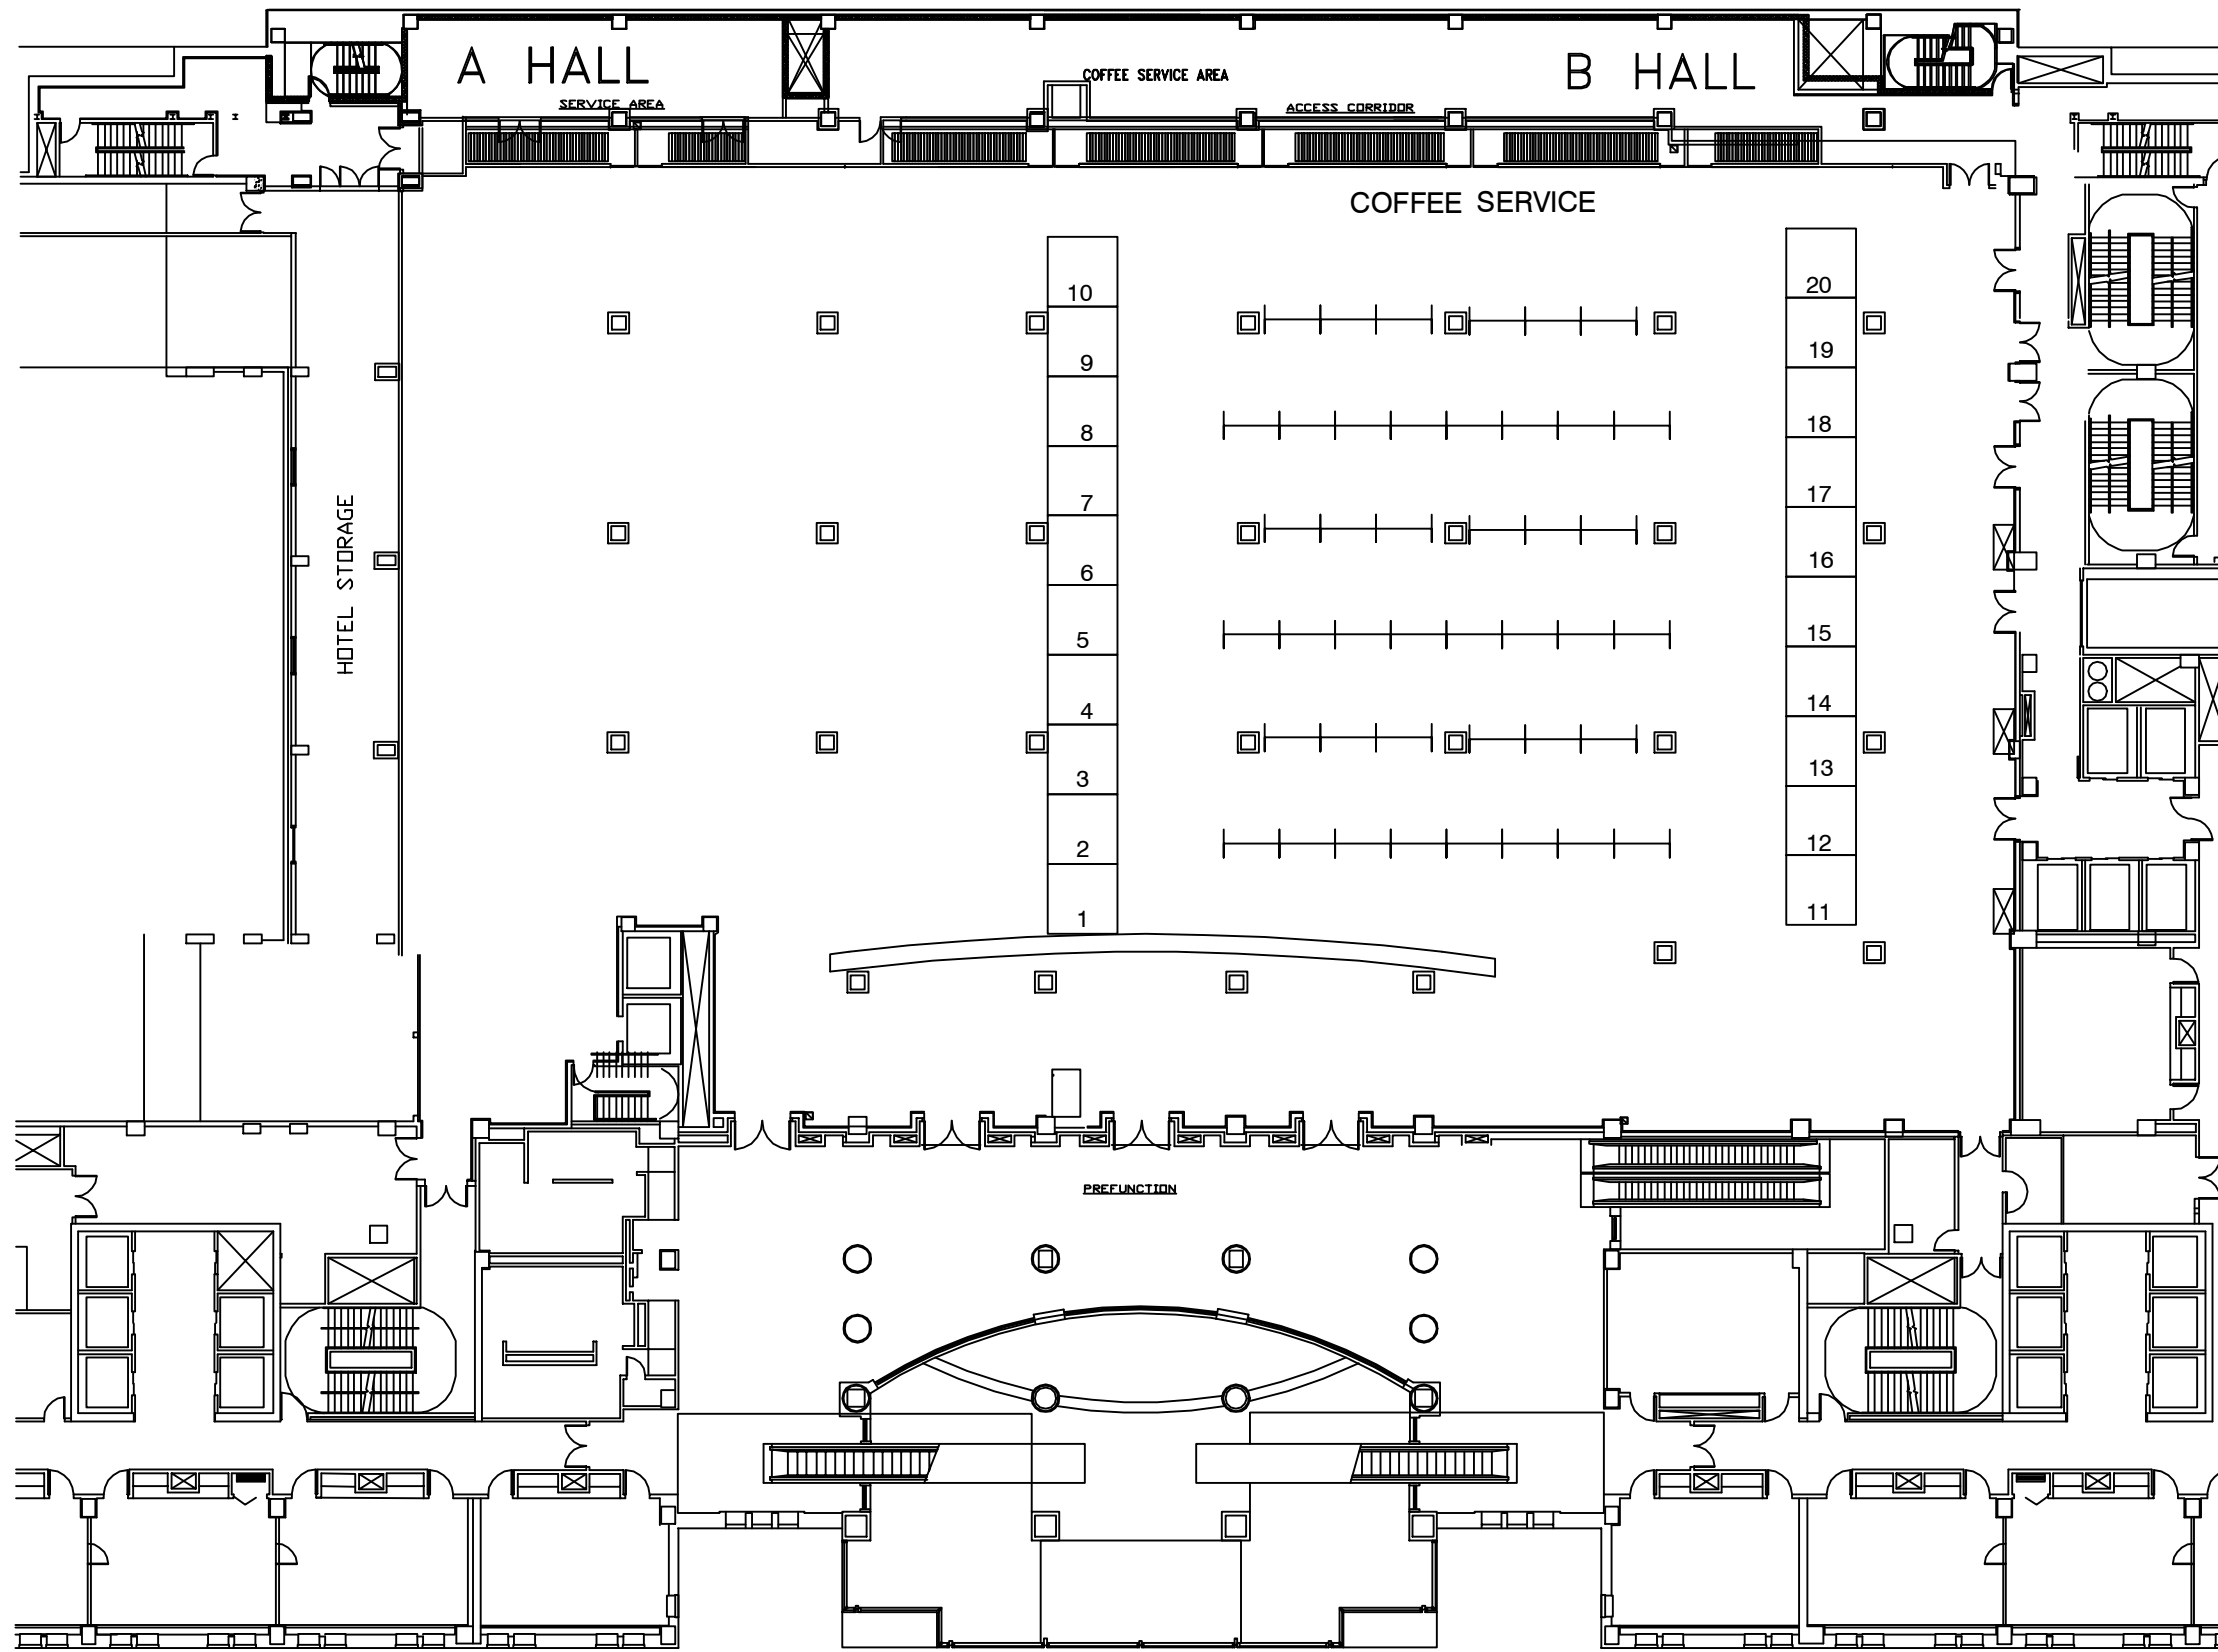 A HALL
B HALL
COFFEE SERVICE AREA
SERVICE AREA
ACCESS CORRIDOR
COFFEE SERVICE
10
20
9
19
8
18
7
17
HOTEL STORAGE
6
16
5
15
4
14
3
13
2
12
1
11
PREFUNCTION